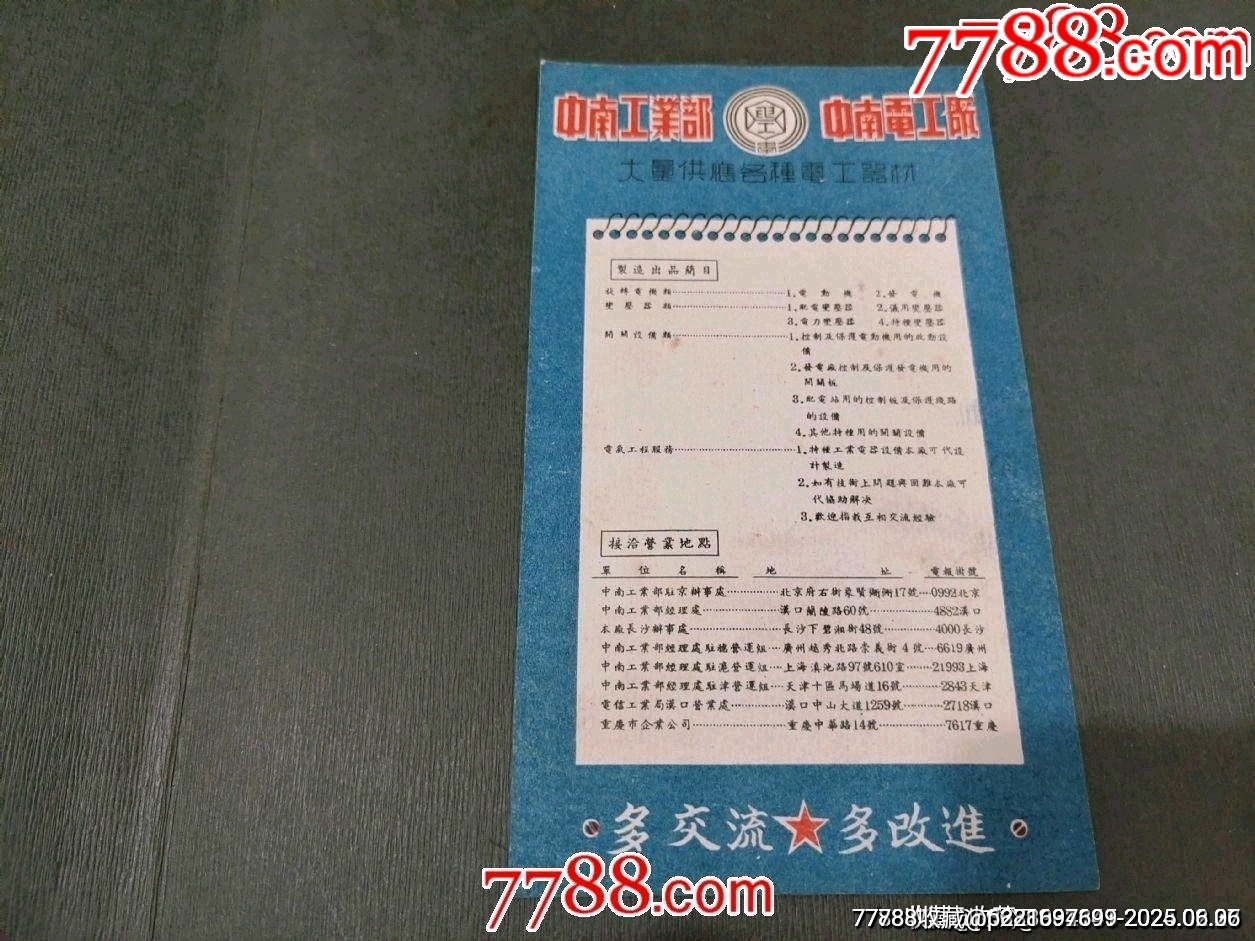 7788.com
中南工業部 中南電工廠
大量供應各種電工器材
製造出品簡目
旋轉電機類 1.電動機 2.發電機
變壓器類 1.配電變壓器 2.儀用變壓器
3.電力變壓器 4.特種變壓器
開關設備類 1.控制及保護電動機用的啟動設
備
2.發電廠控制及保護發電機用的
開關板
3.配電站用的控制板及保護線路
的設備
4.其他特種用的開關設備
電氣工程服務 1.特種工業電器設備本廠可代設
計製造
2.如有技術上問題與困難本廠可
代協助解決
3.歡迎指教互相交流經驗
接洽營業地點
單位名稱 地址 電報掛號
中南工業部駐京辦事處 北京府右街 17號 0992北京
中南工業部經理處 漢口蘭陵路60號 4882漢口
本廠長沙辦事處 長沙下碧湘街48號 4000長沙
中南工業部經理處駐穗營運組 廣州越秀北路崇義街4號 6619廣州
中南工業部經理處駐滬營運組 上海滇池路97號610室 21993上海
中南工業部經理處駐津營運組 天津十區馬場道16號 2843天津
電信工業局漢口營業處 漢口中山大道1259號 2718漢口
重慶市企業公司 重慶中華路14號 7617重慶
多交流★多改進
7788.com